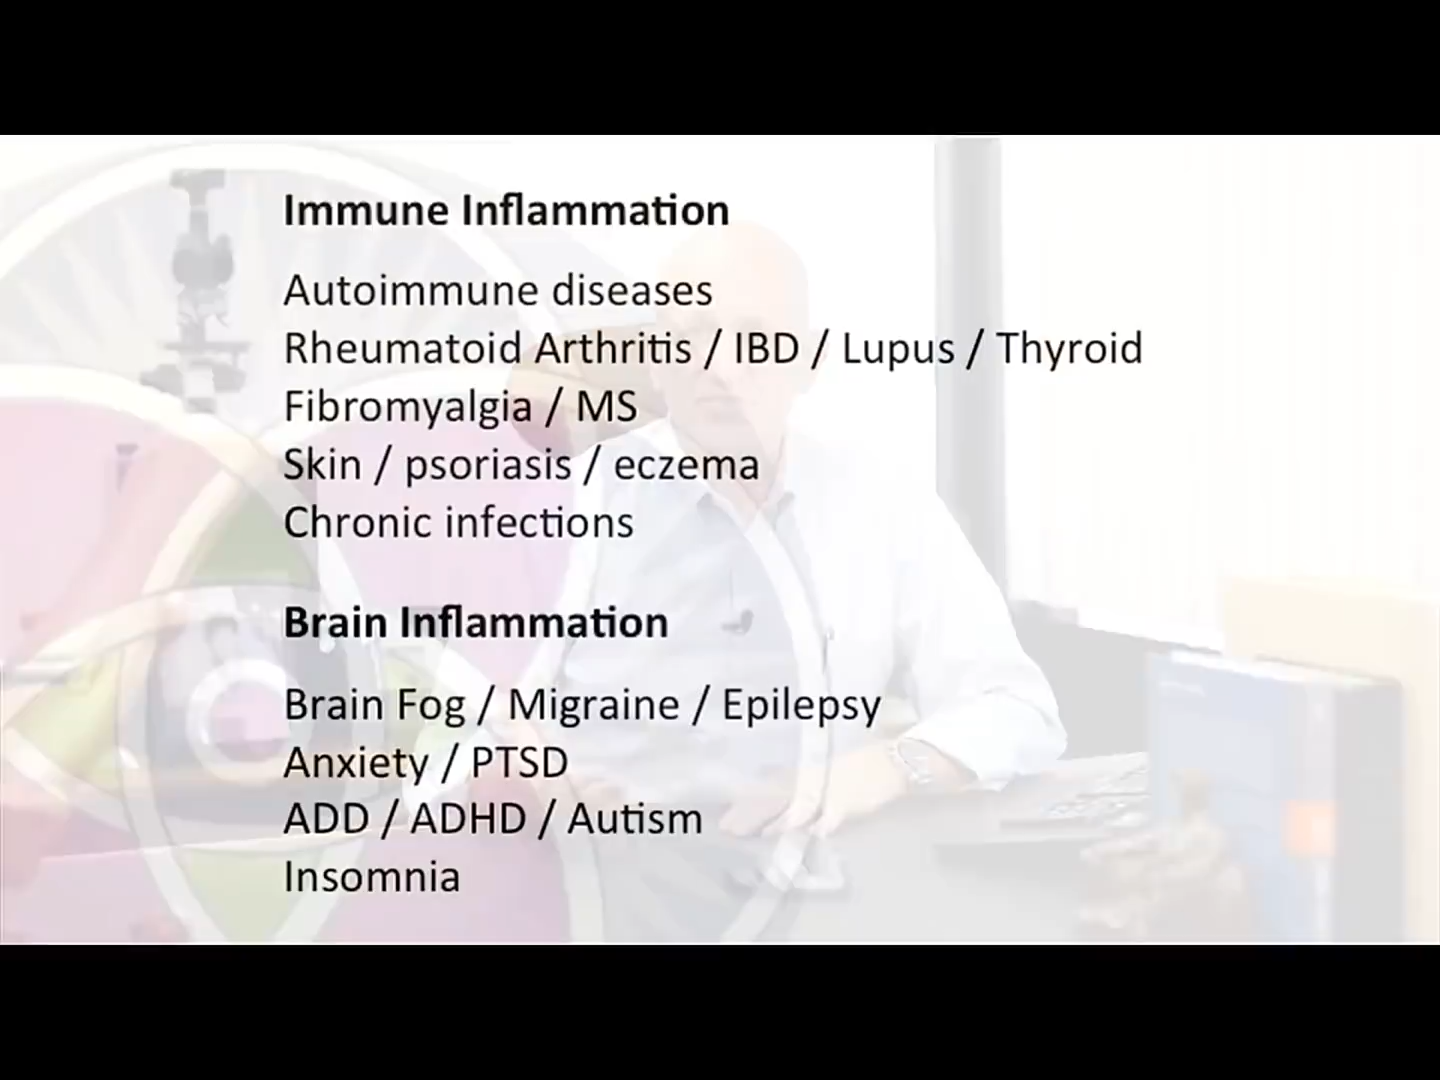 Immune Inflammation
Autoimmune diseases
Rheumatoid Arthritis / IBD / Lupus / Thyroid
Fibromyalgia / MS
Skin / psoriasis / eczema
Chronic infections
Brain Inflammation
Brain Fog / Migraine / Epilepsy
Anxiety / PTSD
ADD / ADHD / Autism
Insomnia